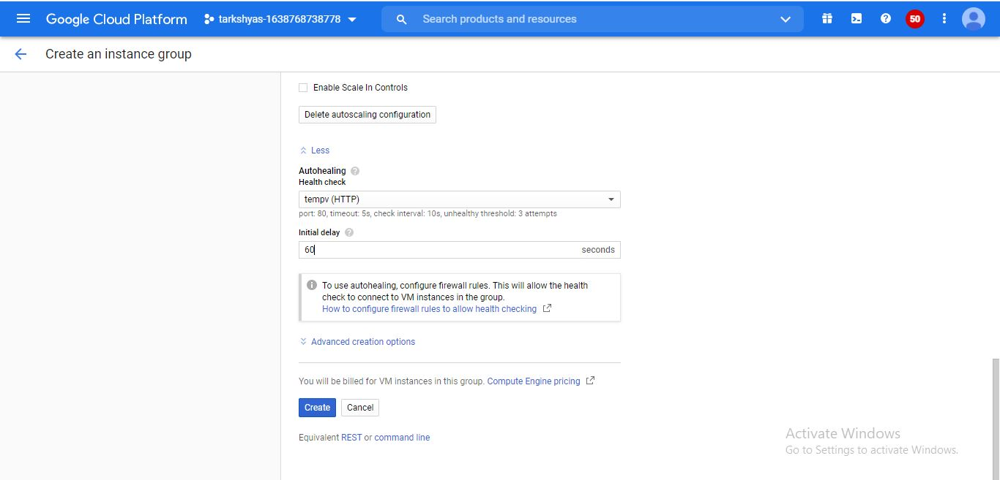 Google Cloud Platform
tarkshyas-1638768738778
Search products and resources
50
Create an instance group
Enable Scale In Controls
Delete autoscaling configuration
Less
Autohealing
Health check
tempv (HTTP)
port: 80, timeout: 5s, check interval: 10s, unhealthy threshold: 3 attempts
Initial delay
60 seconds
To use autohealing, configure firewall rules. This will allow the health
check to connect to VM instances in the group.
How to configure firewall rules to allow health checking
Advanced creation options
You will be billed for VM instances in this group. Compute Engine pricing
Create Cancel
Equivalent REST or command line
Activate Windows
Go to Settings to activate Windows.